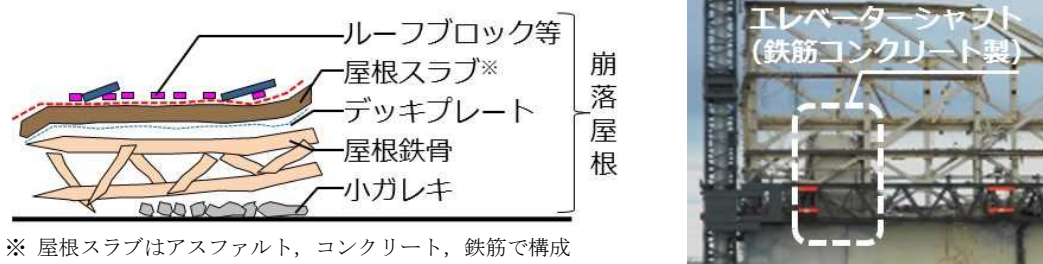 ルーフブロック等
屋根スラブ※
デッキプレート
屋根鉄骨
小ガレキ
崩落屋根
※ 屋根スラブはアスファルト，コンクリート，鉄筋で構成
エレベーターシャフト
(鉄筋コンクリート製)